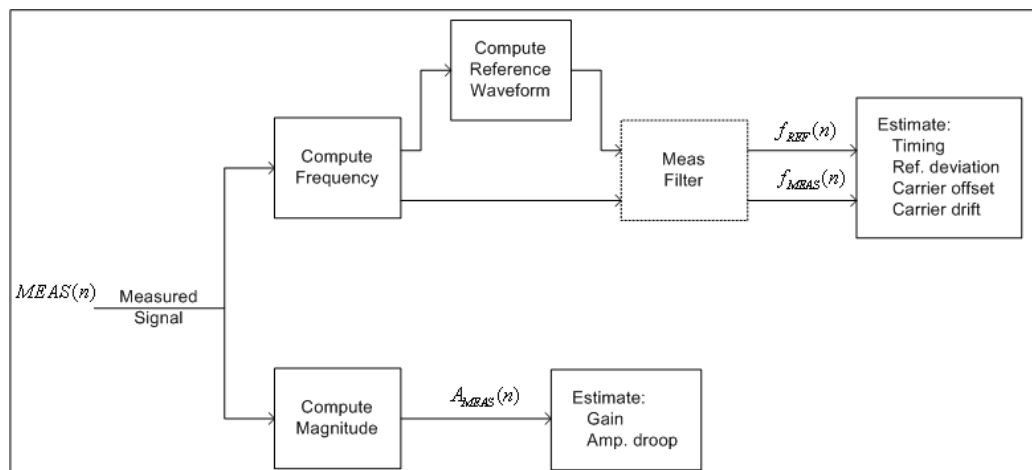 Compute
Reference
Waveform
Compute
Frequency
Meas
Filter
f_REF(n)
f_MEAS(n)
Estimate:
Timing
Ref. deviation
Carrier offset
Carrier drift
MEAS(n)
Measured
Signal
Compute
Magnitude
A_MEAS(n)
Estimate:
Gain
Amp. droop